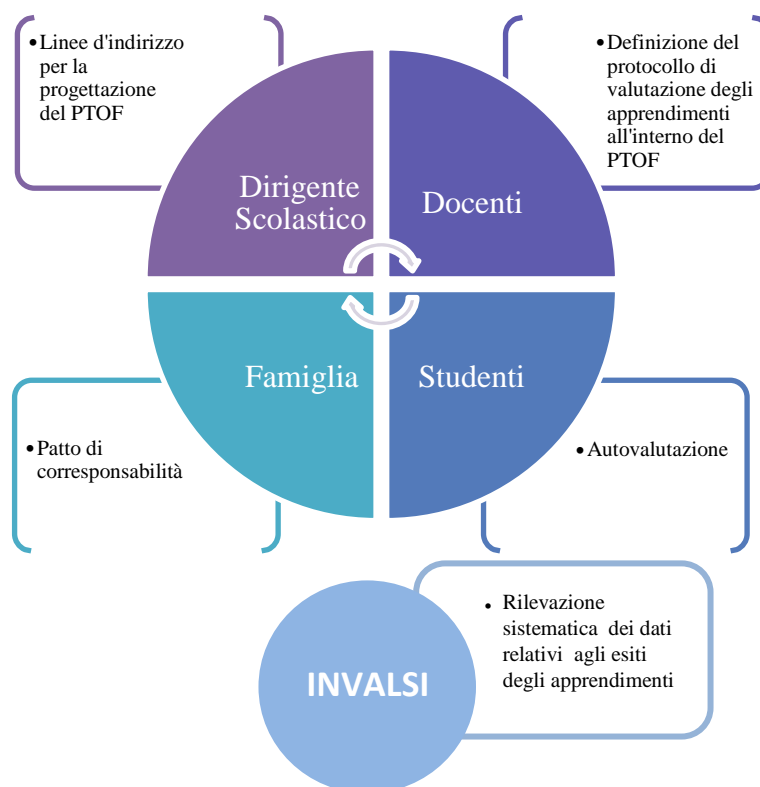 • Linee d'indirizzo
per la
progettazione
del PTOF
• Definizione del
protocollo di
valutazione degli
apprendimenti
all'interno del
PTOF
Dirigente
Scolastico
Docenti
Famiglia
Studenti
• Patto di
corresponsabilità
• Autovalutazione
INVALSI
• Rilevazione
sistematica dei dati
relativi agli esiti
degli apprendimenti